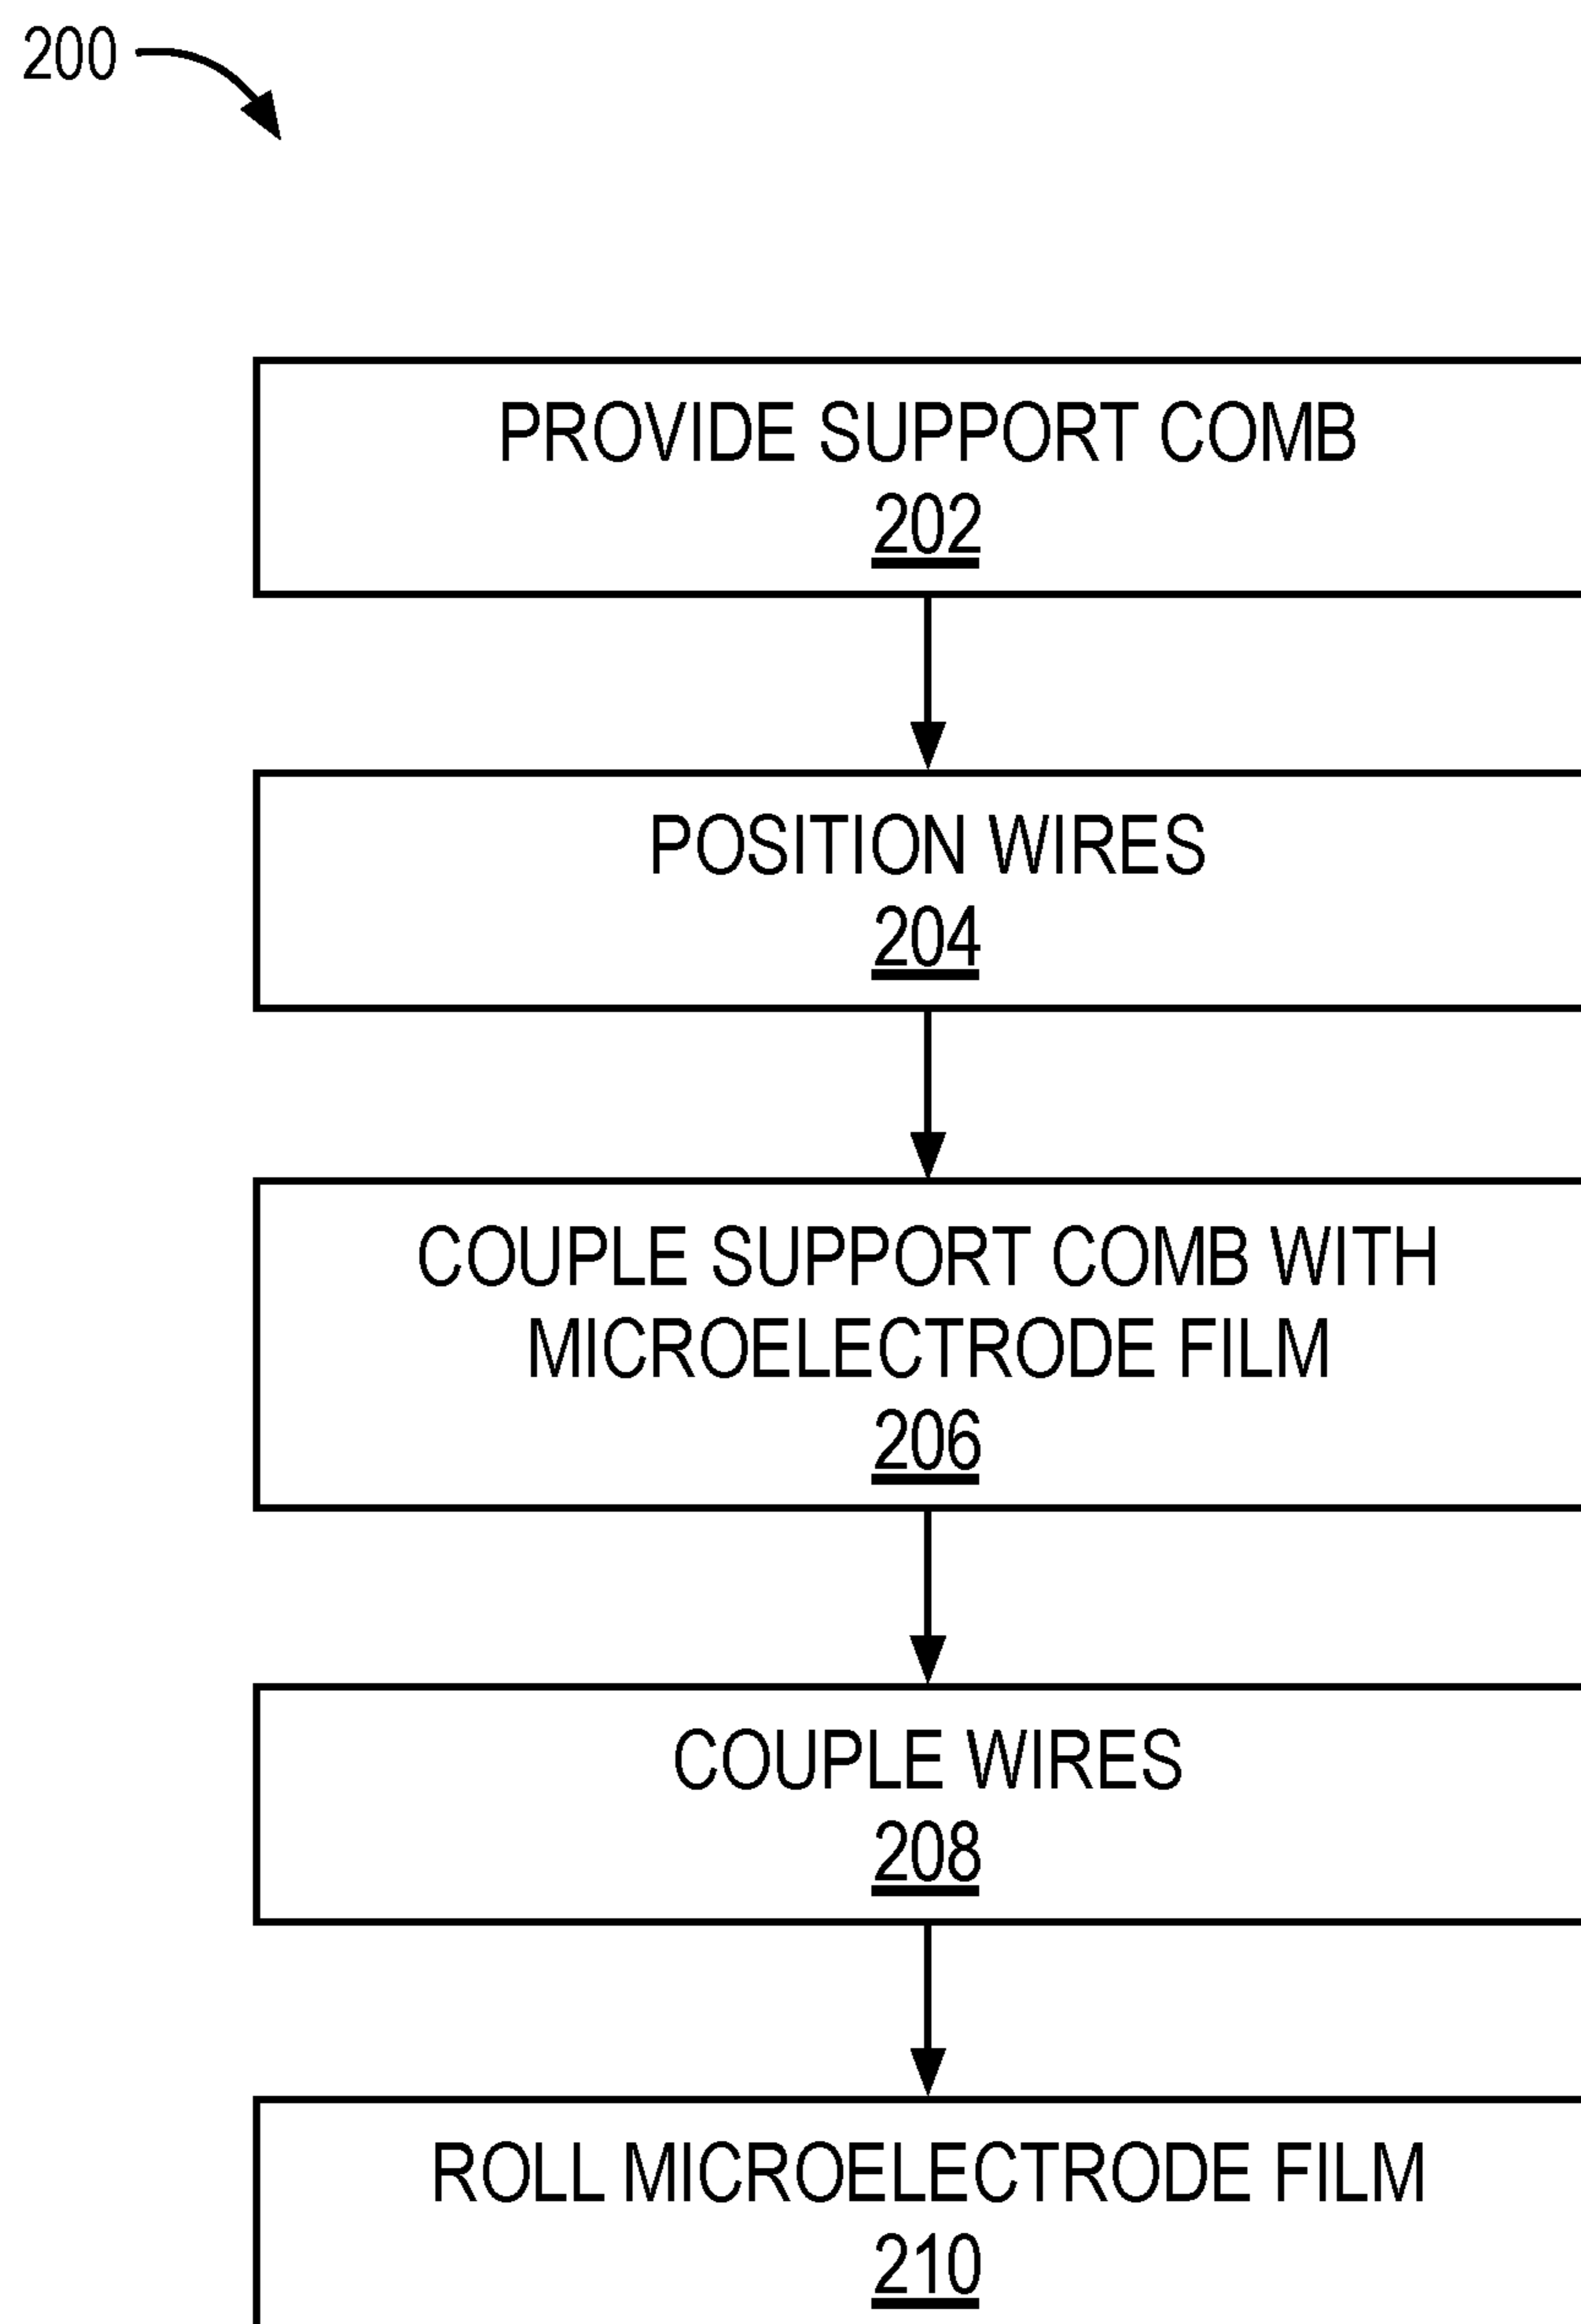 200
PROVIDE SUPPORT COMB
202
POSITION WIRES
204
COUPLE SUPPORT COMB WITH
MICROELECTRODE FILM
206
COUPLE WIRES
208
ROLL MICROELECTRODE FILM
210